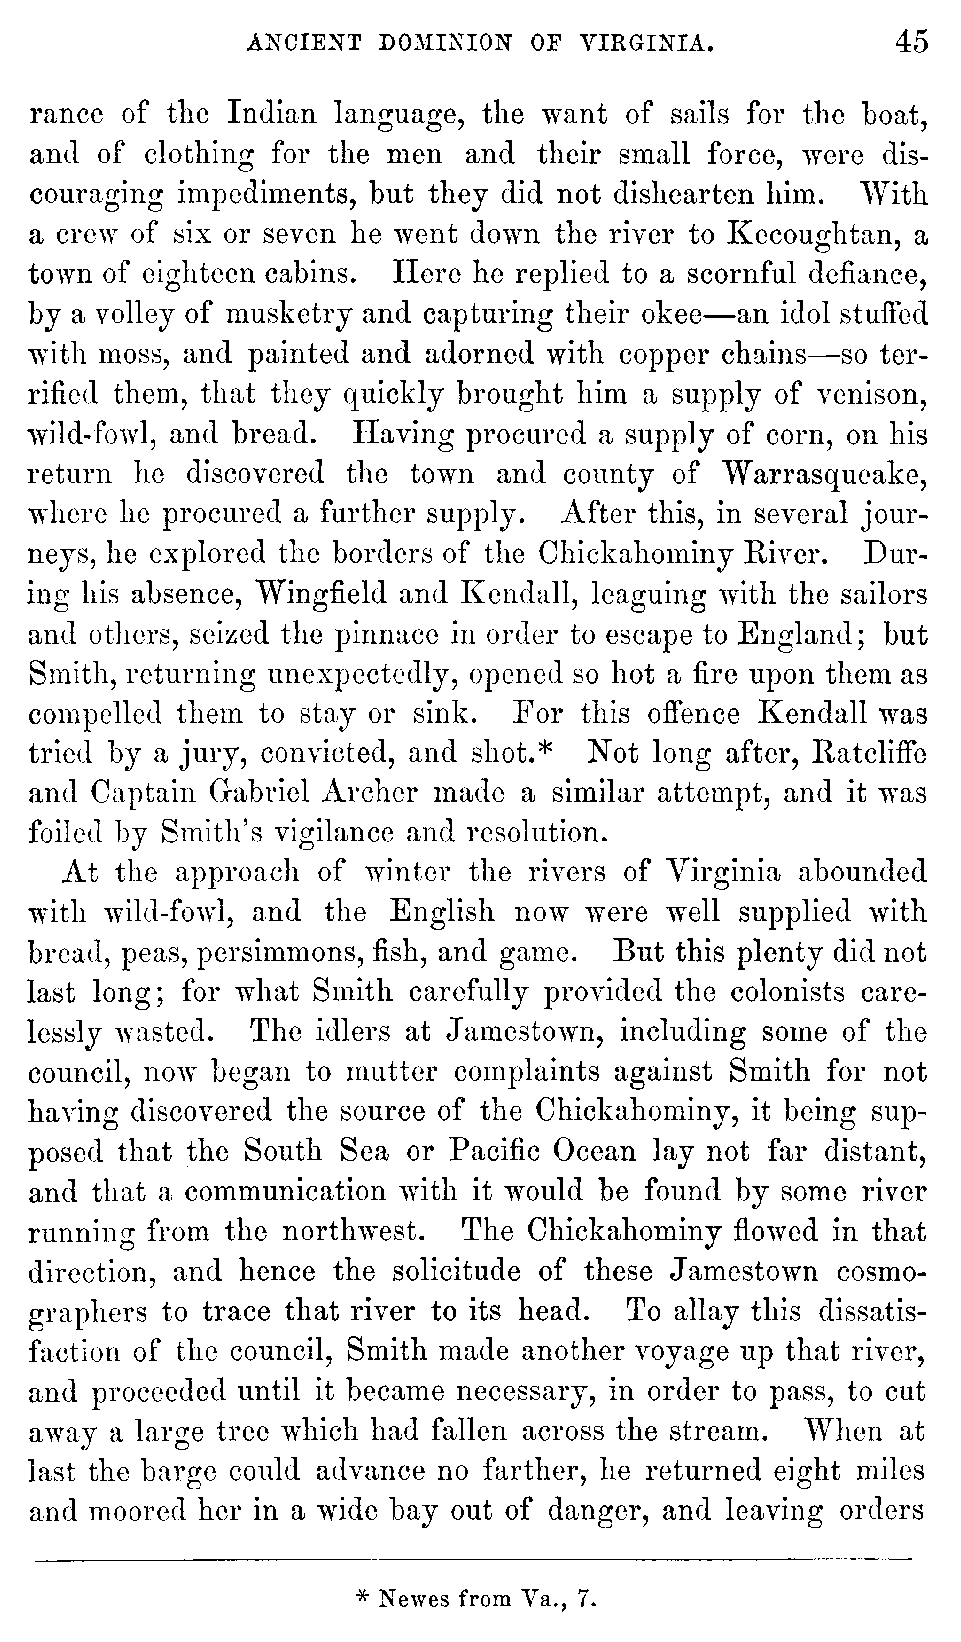 ANCIENT DOMINION OF VIRGINIA. 45
rance of the Indian language, the want of sails for the boat,
and of clothing for the men and their small force, were dis-
couraging impediments, but they did not dishearten him. With
a crew of six or seven he went down the river to Kecoughtan, a
town of eighteen cabins. Here he replied to a scornful defiance,
by a volley of musketry and capturing their okee—an idol stuffed
with moss, and painted and adorned with copper chains—so ter-
rified them, that they quickly brought him a supply of venison,
wild-fowl, and bread. Having procured a supply of corn, on his
return he discovered the town and county of Warrasqueake,
where he procured a further supply. After this, in several jour-
neys, he explored the borders of the Chickahominy River. Dur-
ing his absence, Wingfield and Kendall, leaguing with the sailors
and others, seized the pinnace in order to escape to England; but
Smith, returning unexpectedly, opened so hot a fire upon them as
compelled them to stay or sink. For this offence Kendall was
tried by a jury, convicted, and shot.* Not long after, Ratcliffe
and Captain Gabriel Archer made a similar attempt, and it was
foiled by Smith's vigilance and resolution.
At the approach of winter the rivers of Virginia abounded
with wild-fowl, and the English now were well supplied with
bread, peas, persimmons, fish, and game. But this plenty did not
last long; for what Smith carefully provided the colonists care-
lessly wasted. The idlers at Jamestown, including some of the
council, now began to mutter complaints against Smith for not
having discovered the source of the Chickahominy, it being sup-
posed that the South Sea or Pacific Ocean lay not far distant,
and that a communication with it would be found by some river
running from the northwest. The Chickahominy flowed in that
direction, and hence the solicitude of these Jamestown cosmo-
graphers to trace that river to its head. To allay this dissatis-
faction of the council, Smith made another voyage up that river,
and proceeded until it became necessary, in order to pass, to cut
away a large tree which had fallen across the stream. When at
last the barge could advance no farther, he returned eight miles
and moored her in a wide bay out of danger, and leaving orders
* Newes from Va., 7.